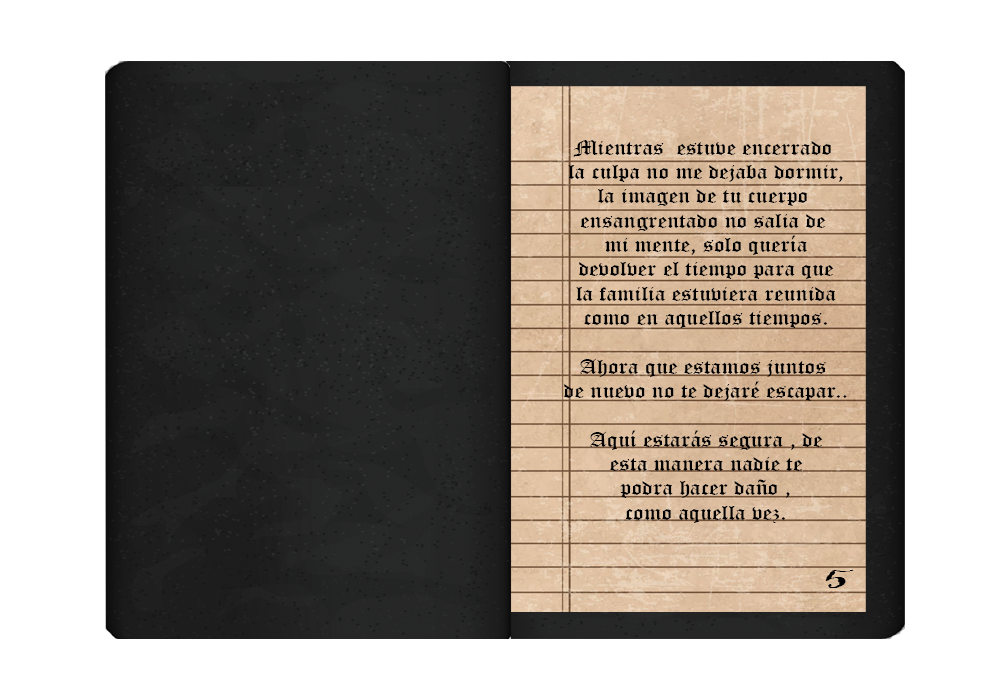 Mientras estuve encerrado
la culpa no me dejaba dormir,
la imagen de tu cuerpo
ensangrentado no salia de
mi mente, solo quería
devolver el tiempo para que
la familia estuviera reunida
como en aquellos tiempos.
Ahora que estamos juntos
de nuevo no te dejaré escapar..
Aquí estarás segura , de
esta manera nadie te
podra hacer daño ,
como aquella vez.
5